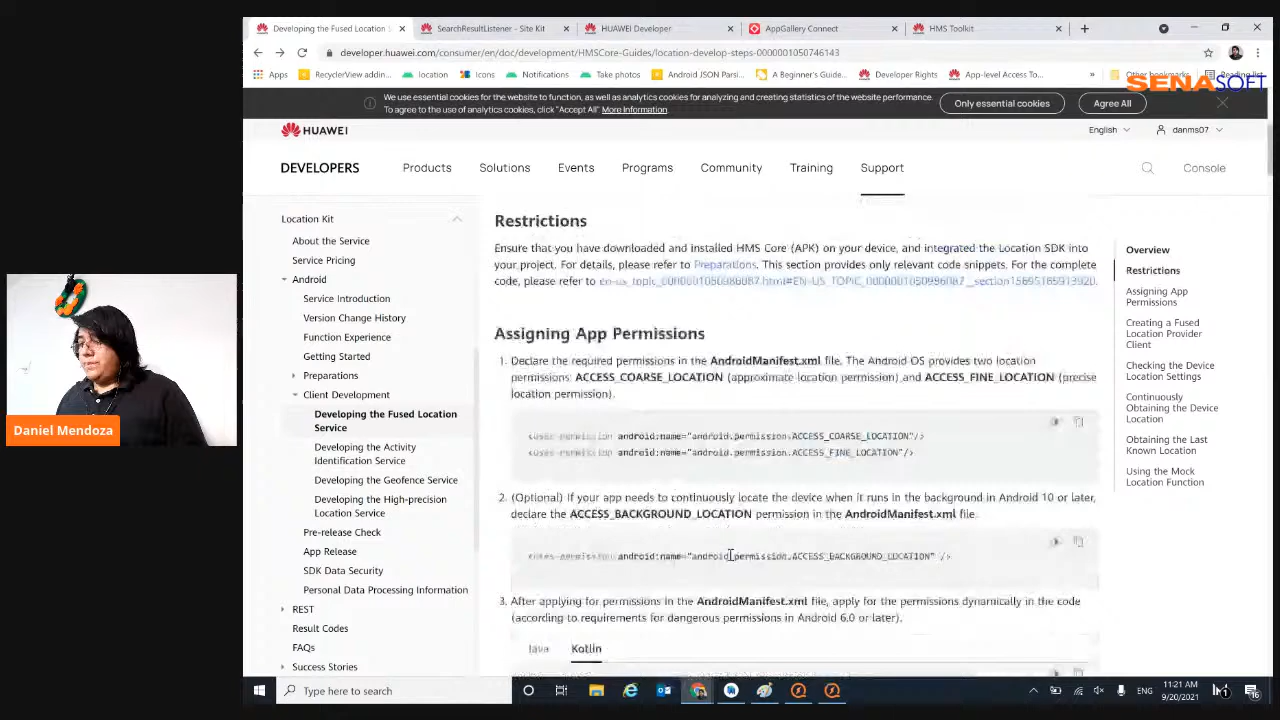 Developing the Fused Location S
SearchResultListener - Site Kit
HUAWEI Developer
AppGallery Connect
HMS Toolkit
developer.huawei.com/consumer/en/doc/development/HMSCore-Guides/location-develop-steps-0000001050746143
Apps
RecyclerView addin...
location
Icons
Notifications
Take photos
Android JSON Parsi...
A Beginner's Guide...
Developer Rights
App-level Access To...
»
Other bookmarks
Reading list
SENASOFT
We use essential cookies for the website to function, as well as analytics cookies for analyzing and creating statistics of the website performance.
To agree to the use of analytics cookies, click "Accept All". More Information
Only essential cookies
Agree All
HUAWEI
English
danms07
DEVELOPERS
Products
Solutions
Events
Programs
Community
Training
Support
Console
Location Kit
About the Service
Service Pricing
Android
Service Introduction
Version Change History
Function Experience
Getting Started
Preparations
Client Development
Developing the Fused Location
Service
Developing the Activity
Identification Service
Developing the Geofence Service
Developing the High-precision
Location Service
Pre-release Check
App Release
SDK Data Security
Personal Data Processing Information
REST
Result Codes
FAQs
Success Stories
Restrictions
Ensure that you have downloaded and installed HMS Core (APK) on your device, and integrated the Location SDK into
your project. For details, please refer to Preparations. This section provides only relevant code snippets. For the complete
code, please refer to
Assigning App Permissions
1. Declare the required permissions in the AndroidManifest.xml file. The Android OS provides two location
permissions: ACCESS_COARSE_LOCATION (approximate location permission) and ACCESS_FINE_LOCATION (precise
location permission).
<uses-permission android:name="android.permission.ACCESS_COARSE_LOCATION"/>
<uses-permission android:name="android.permission.ACCESS_FINE_LOCATION"/>
2. (Optional) If your app needs to continuously locate the device when it runs in the background in Android 10 or later,
declare the ACCESS_BACKGROUND_LOCATION permission in the AndroidManifest.xml file.
<uses-permission android:name="android.permission.ACCESS_BACKGROUND_LOCATION" />
3. After applying for permissions in the AndroidManifest.xml file, apply for the permissions dynamically in the code
(according to requirements for dangerous permissions in Android 6.0 or later).
Java
Kotlin
Overview
Restrictions
Assigning App
Permissions
Creating a Fused
Location Provider
Client
Checking the Device
Location Settings
Continuously
Obtaining the Device
Location
Obtaining the Last
Known Location
Using the Mock
Location Function
Daniel Mendoza
Type here to search
ENG
11:21 AM
9/20/2021